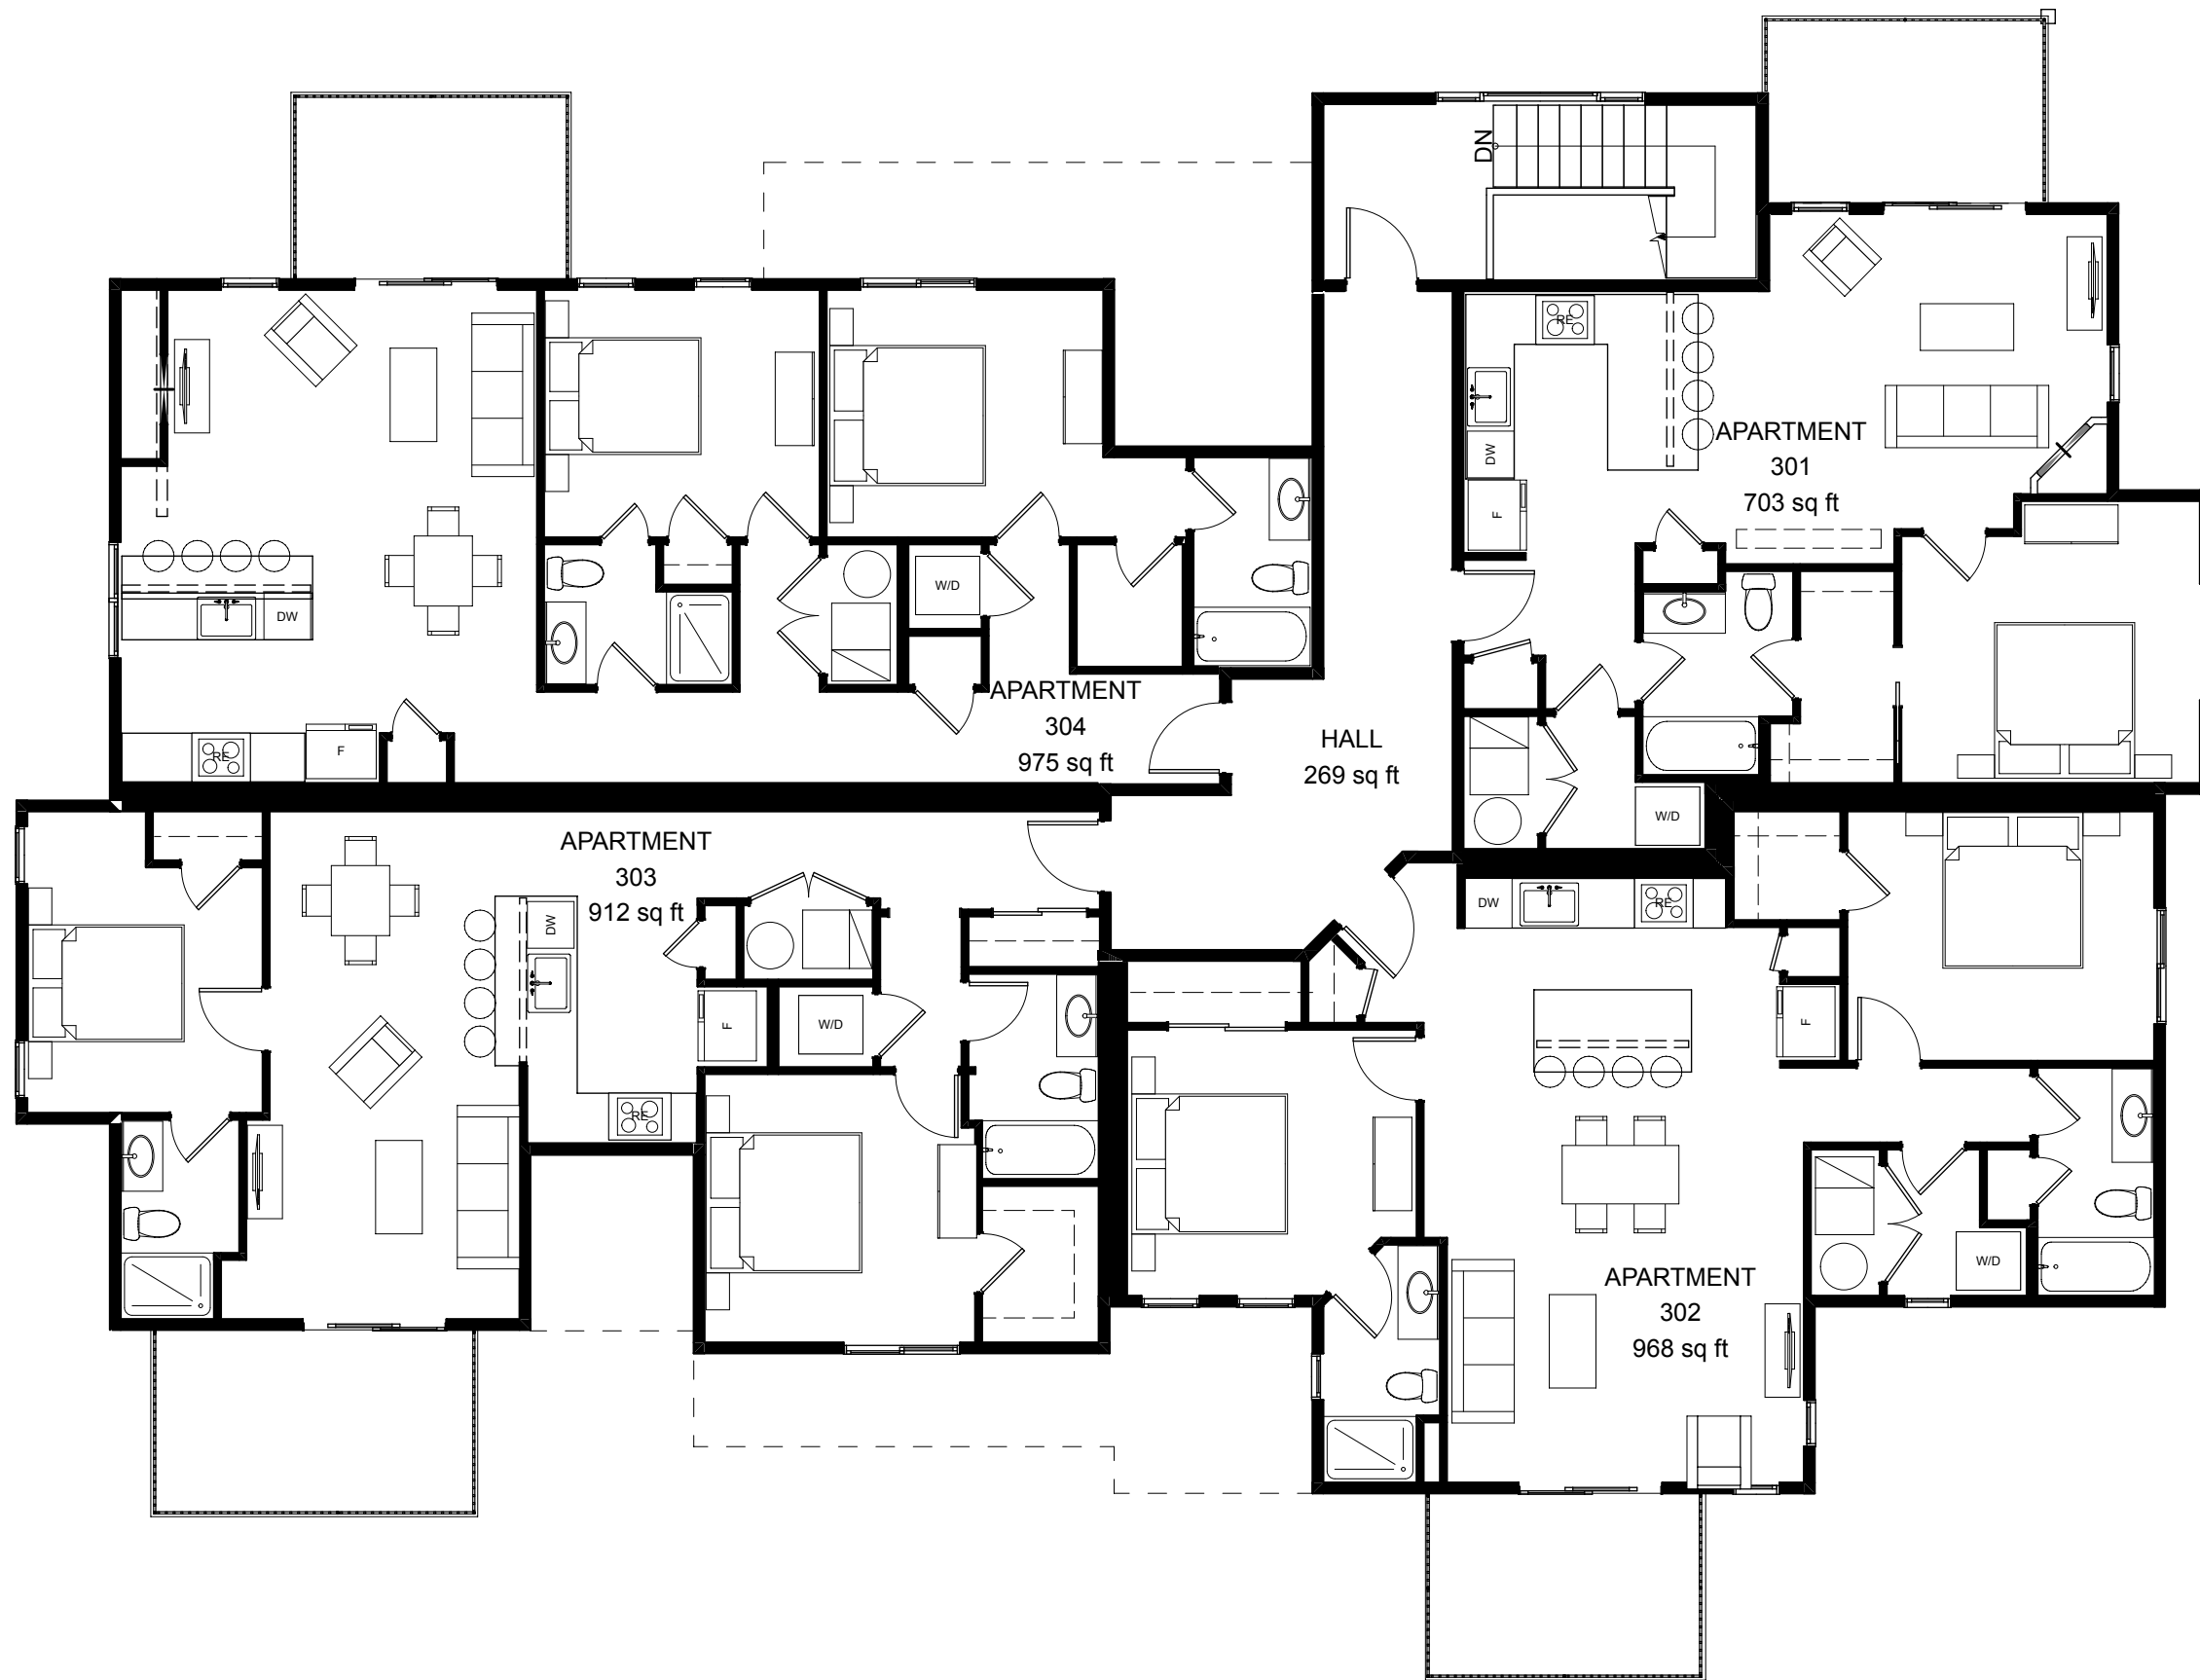 DN
RE
APARTMENT
301
703 sq ft
DW
F
W/D
DW
RE
F
APARTMENT
304
975 sq ft
HALL
269 sq ft
W/D
APARTMENT
303
912 sq ft
DW
W/D
F
RE
DW
RE
F
W/D
APARTMENT
302
968 sq ft